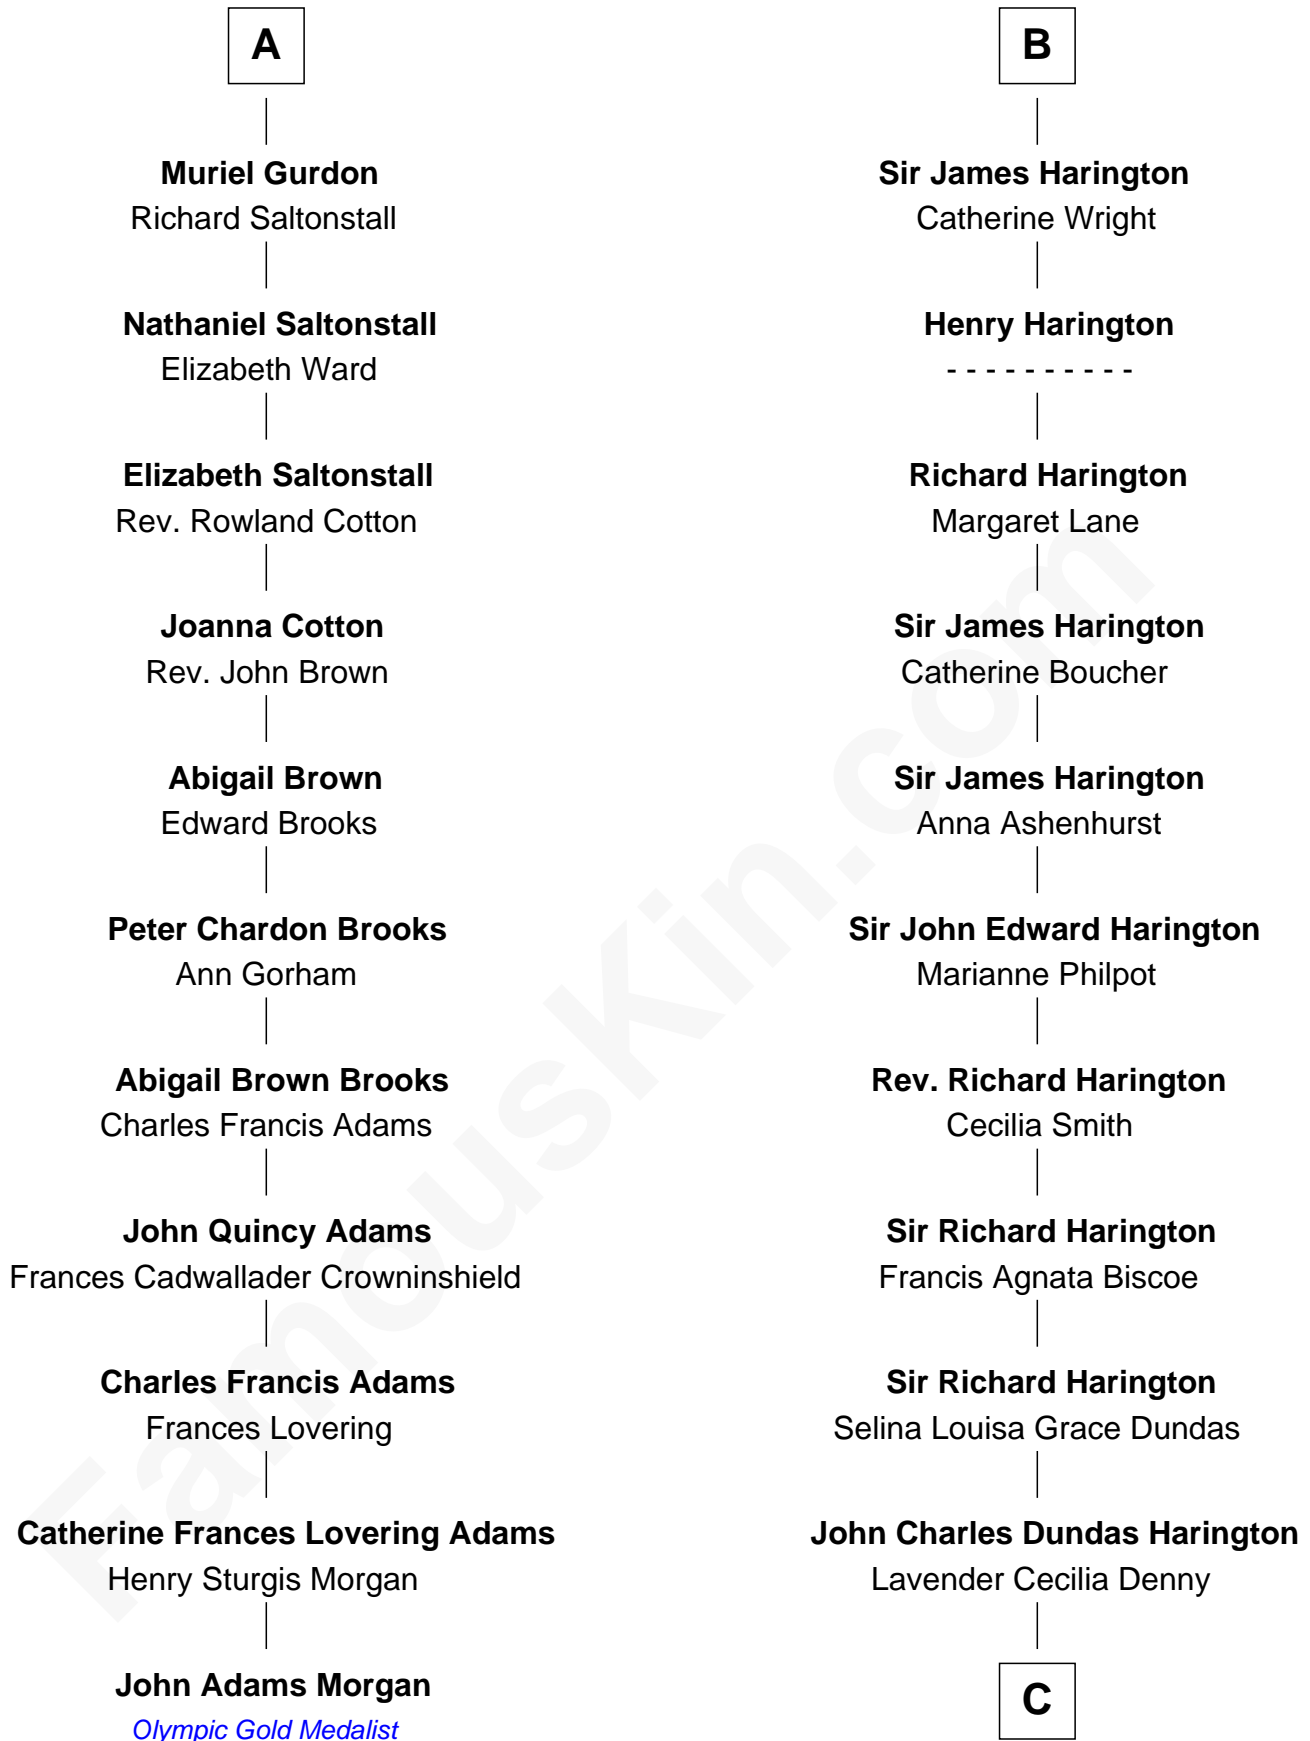 A
Muriel Gurdon
Richard Saltonstall
Nathaniel Saltonstall
Elizabeth Ward
Elizabeth Saltonstall
Rev. Rowland Cotton
Joanna Cotton
Rev. John Brown
Abigail Brown
Edward Brooks
Peter Chardon Brooks
Ann Gorham
Abigail Brown Brooks
Charles Francis Adams
John Quincy Adams
Frances Cadwallader Crowninshield
Charles Francis Adams
Frances Lovering
Catherine Frances Lovering Adams
Henry Sturgis Morgan
John Adams Morgan
Olympic Gold Medalist
B
Sir James Harington
Catherine Wright
Henry Harington
- - - - - - - - - -
Richard Harington
Margaret Lane
Sir James Harington
Catherine Boucher
Sir James Harington
Anna Ashenhurst
Sir John Edward Harington
Marianne Philpot
Rev. Richard Harington
Cecilia Smith
Sir Richard Harington
Francis Agnata Biscoe
Sir Richard Harington
Selina Louisa Grace Dundas
John Charles Dundas Harington
Lavender Cecilia Denny
C
FamousKin.com